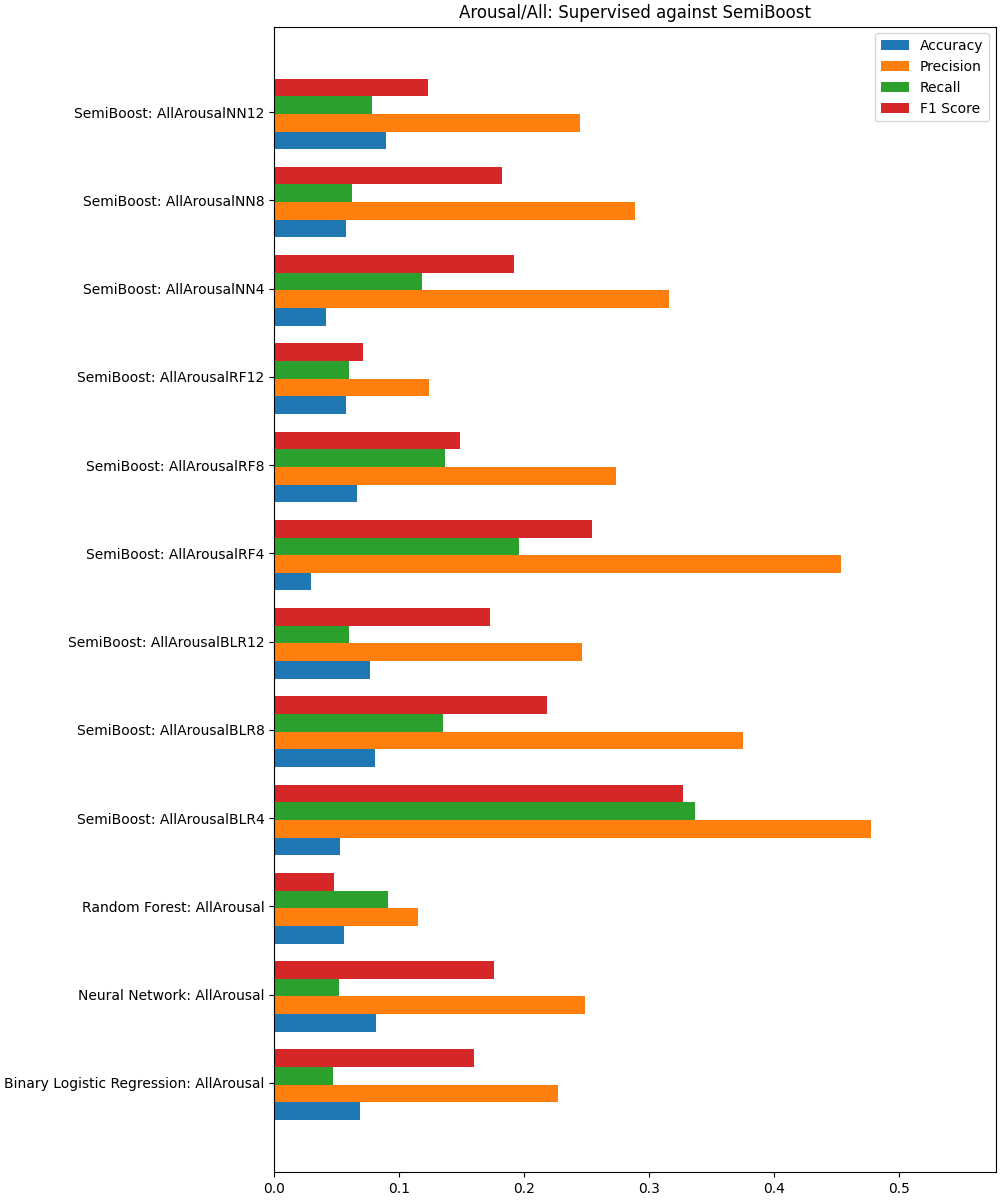 Arousal/All: Supervised against SemiBoost
Accuracy
Precision
Recall
F1 Score
SemiBoost: AllArousalNN12
SemiBoost: AllArousalNN8
SemiBoost: AllArousalNN4
SemiBoost: AllArousalRF12
SemiBoost: AllArousalRF8
SemiBoost: AllArousalRF4
SemiBoost: AllArousalBLR12
SemiBoost: AllArousalBLR8
SemiBoost: AllArousalBLR4
Random Forest: AllArousal
Neural Network: AllArousal
Binary Logistic Regression: AllArousal
0.0 0.1 0.2 0.3 0.4 0.5